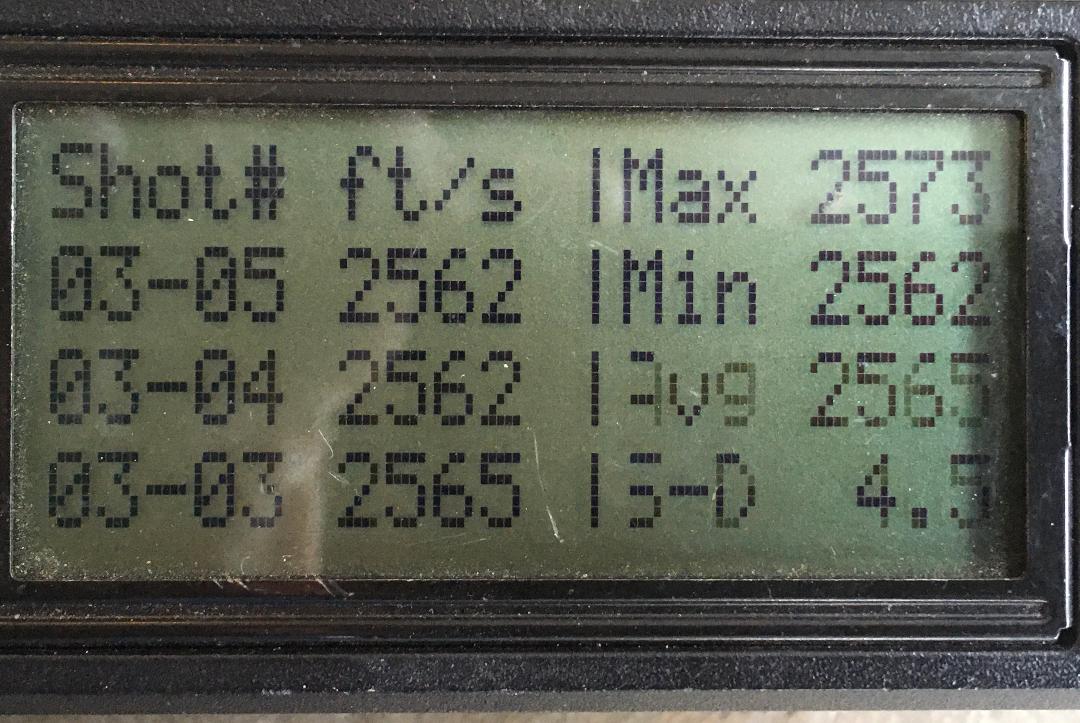 Shot# ft/s |Max 2573
03-05 2562 |Min 2562
03-04 2562 |Avg 2565
03-03 2565 |S-D 4.5